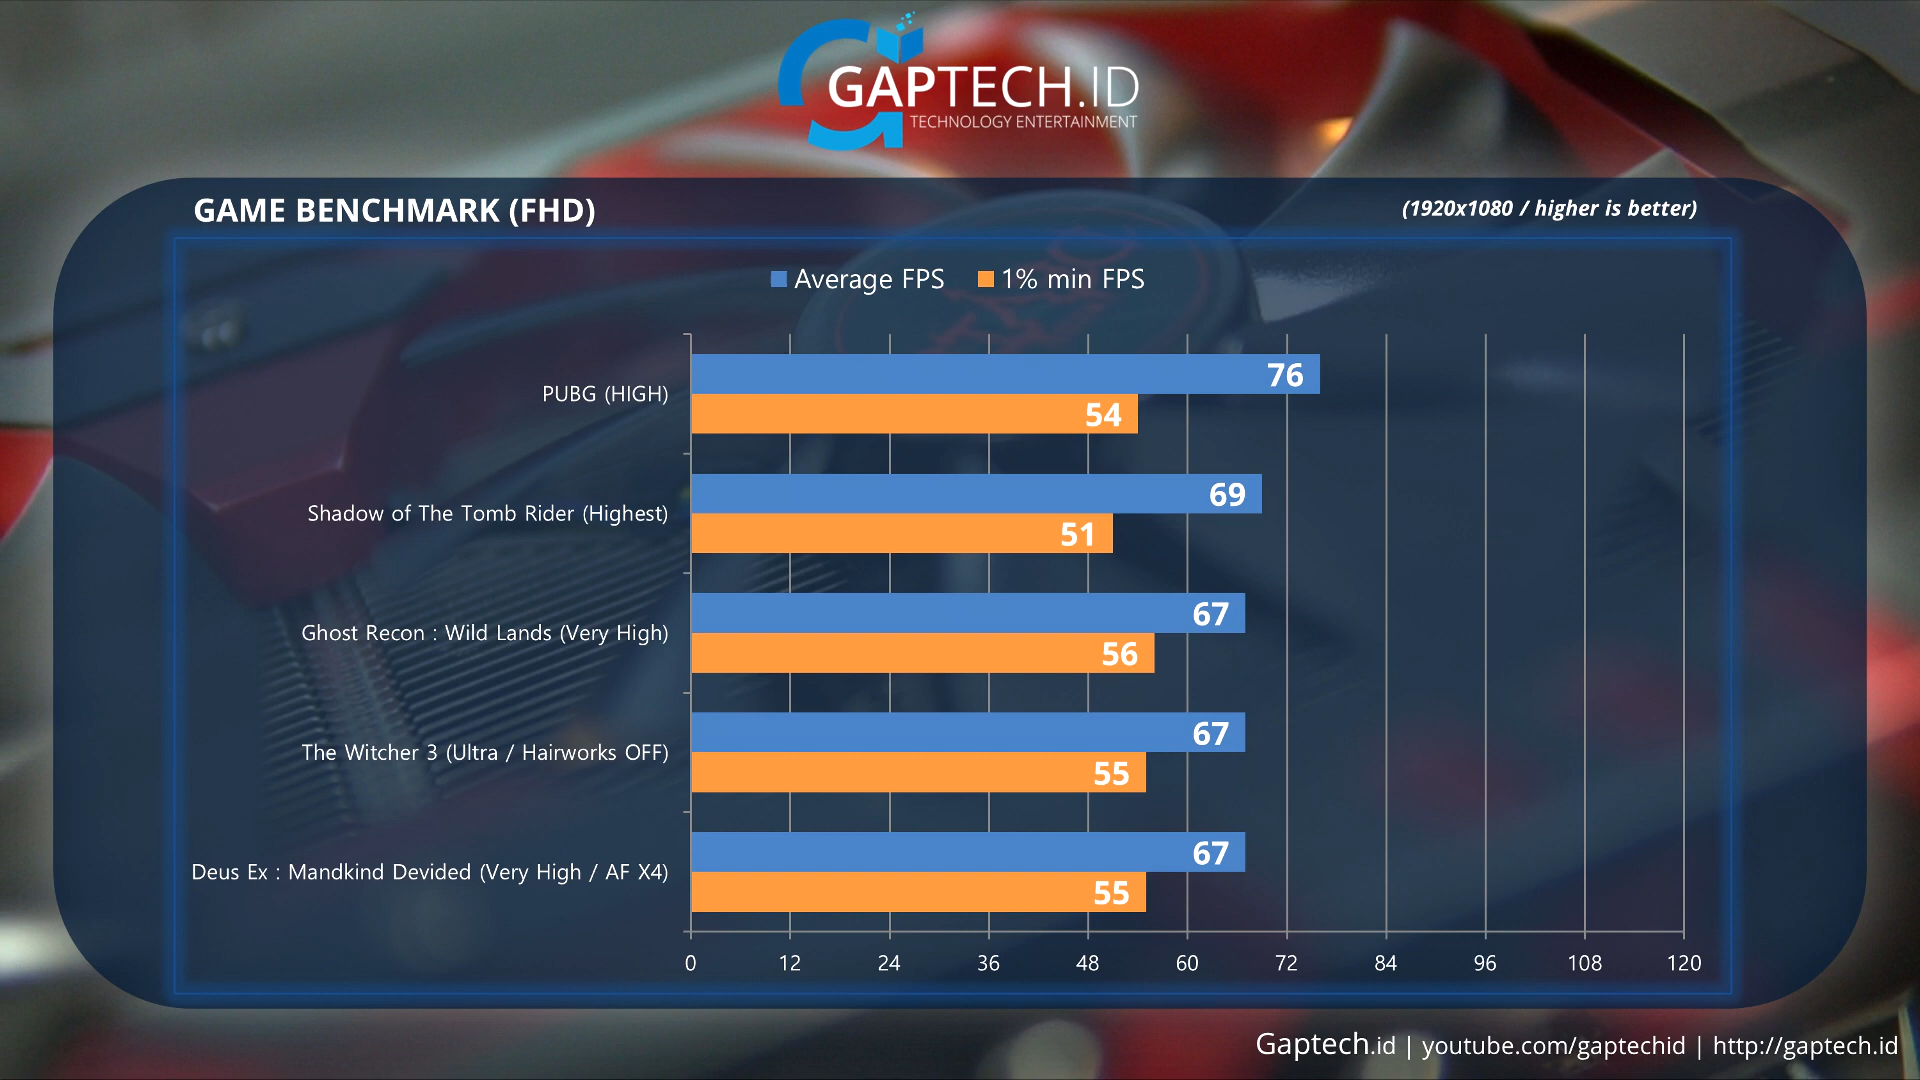 GAPTECH.ID
TECHNOLOGY ENTERTAINMENT
GAME BENCHMARK (FHD)
(1920x1080 / higher is better)
Average FPS 1% min FPS
PUBG (HIGH)
76
54
Shadow of The Tomb Rider (Highest)
69
51
Ghost Recon : Wild Lands (Very High)
67
56
The Witcher 3 (Ultra / Hairworks OFF)
67
55
Deus Ex : Mandkind Devided (Very High / AF X4)
67
55
0 12 24 36 48 60 72 84 96 108 120
Gaptech.id | youtube.com/gaptechid | http://gaptech.id